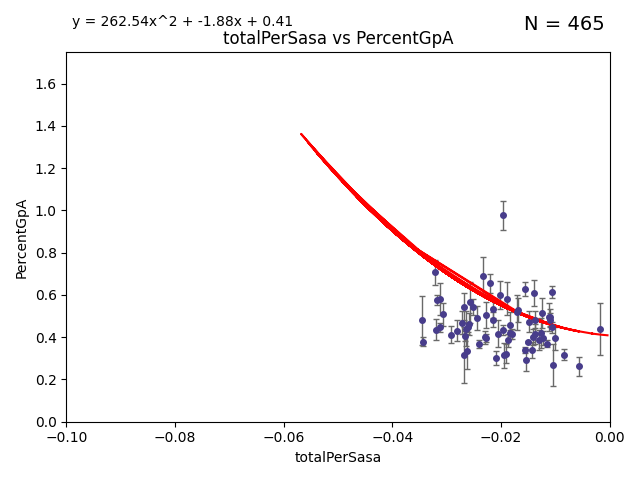 y = 262.54x^2 + -1.88x + 0.41
N = 465
totalPerSasa vs PercentGpA
1.6
1.4
1.2
1.0
0.8
0.6
0.4
0.2
0.0
PercentGpA
−0.10 −0.08 −0.06 −0.04 −0.02 0.00
totalPerSasa